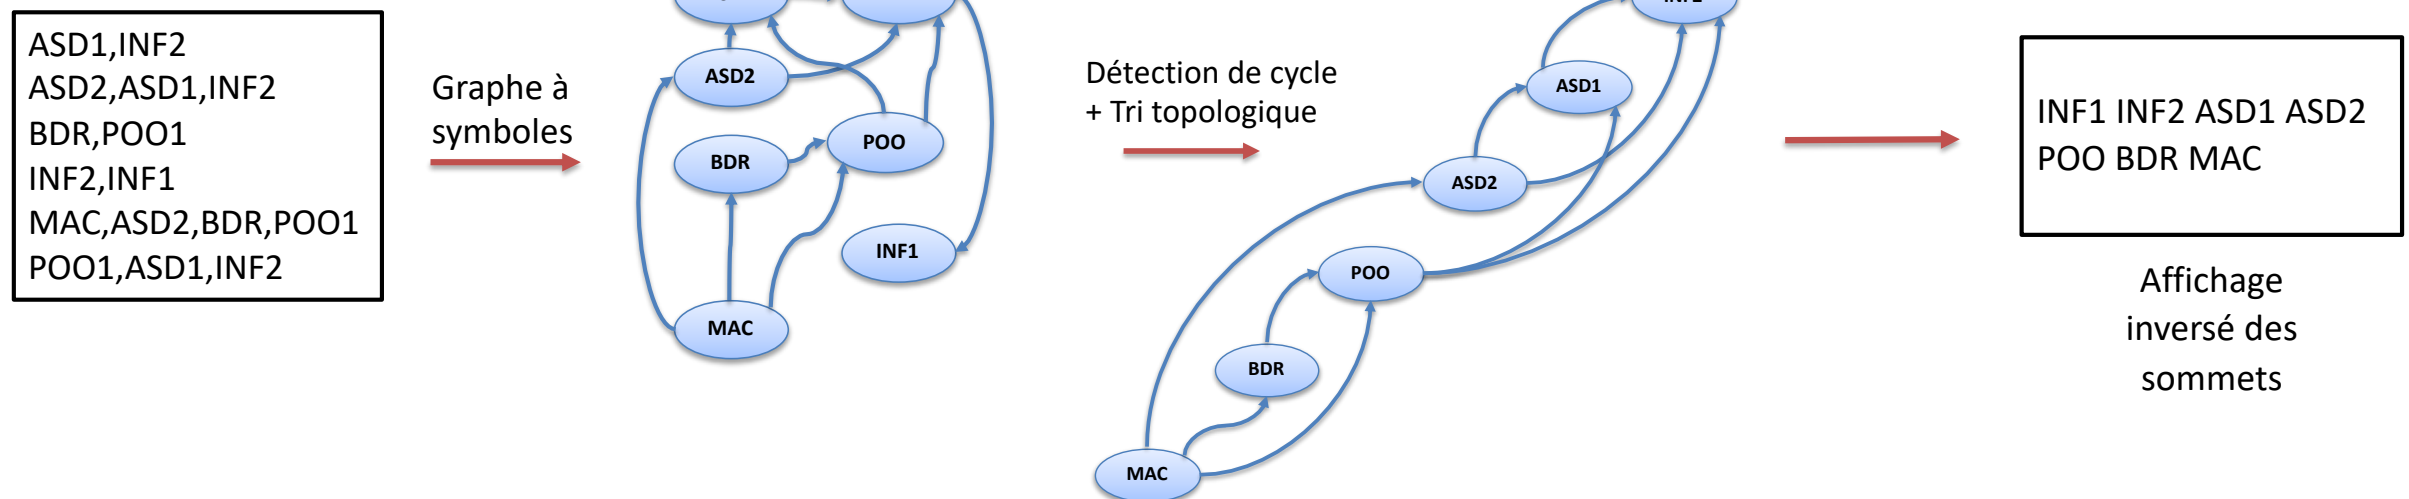 ASD1,INF2
ASD2,ASD1,INF2
BDR,POO1
INF2,INF1
MAC,ASD2,BDR,POO1
POO1,ASD1,INF2
Graphe à
symboles
ASD2
BDR
POO
INF1
MAC
Détection de cycle
+ Tri topologique
ASD1
ASD2
POO
BDR
MAC
INF1 INF2 ASD1 ASD2
POO BDR MAC
Affichage
inversé des
sommets